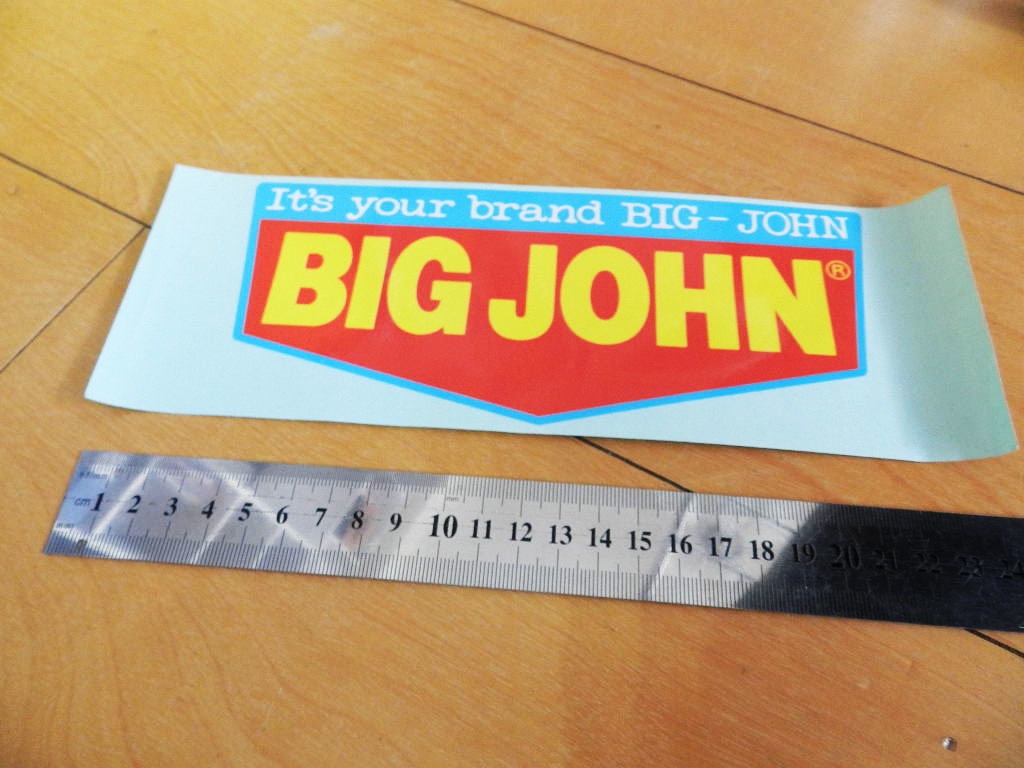 It's your brand BIG-JOHN
BIG JOHN®
mm
cm 1 2 3 4 5 6 7 8 9 10 11 12 13 14 15 16 17 18 19 20 21 22 23 24